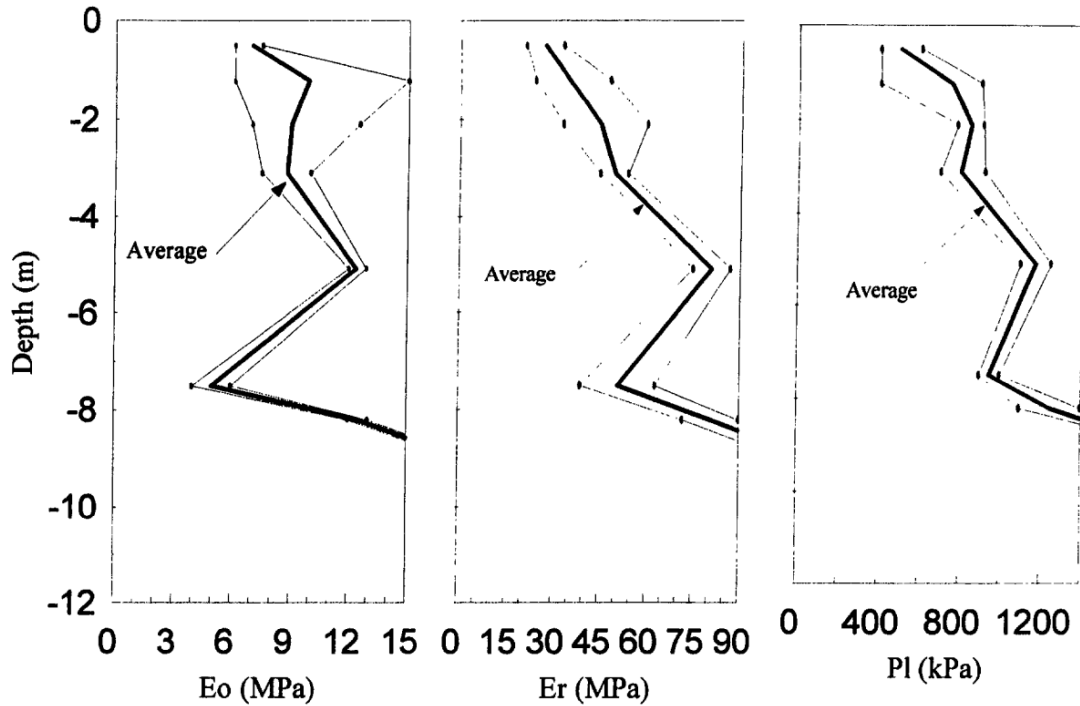 0
-2
-4
-6
-8
-10
-12
Depth (m)
Average
Average
Average
0 3 6 9 12 15
0 15 30 45 60 75 90
0 400 800 1200
Eo (MPa)
Er (MPa)
Pl (kPa)